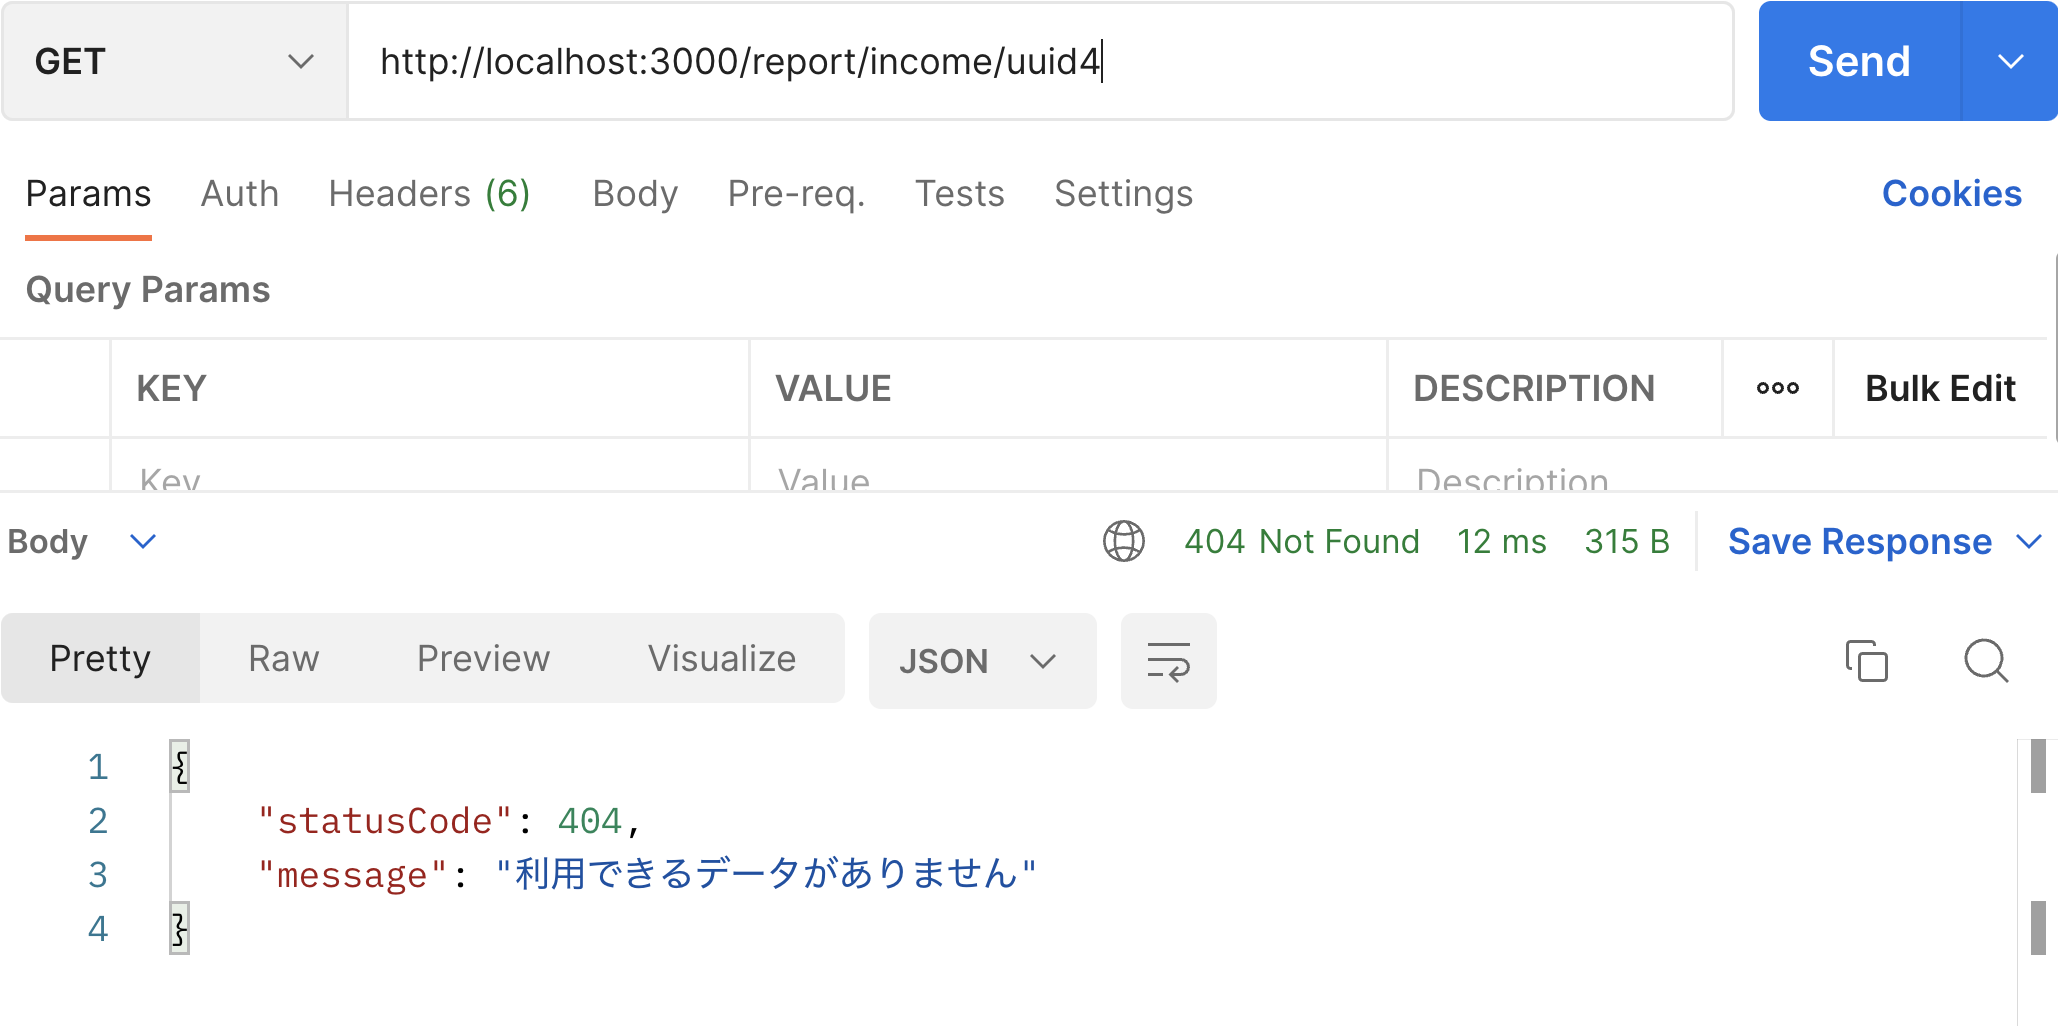 GET http://localhost:3000/report/income/uuid4 Send
Params Auth Headers (6) Body Pre-req. Tests Settings Cookies
Query Params
KEY VALUE DESCRIPTION ooo Bulk Edit
Key Value Description
Body 404 Not Found 12 ms 315 B Save Response
Pretty Raw Preview Visualize JSON
1 {
2 "statusCode": 404,
3 "message": "利用できるデータがありません"
4 }